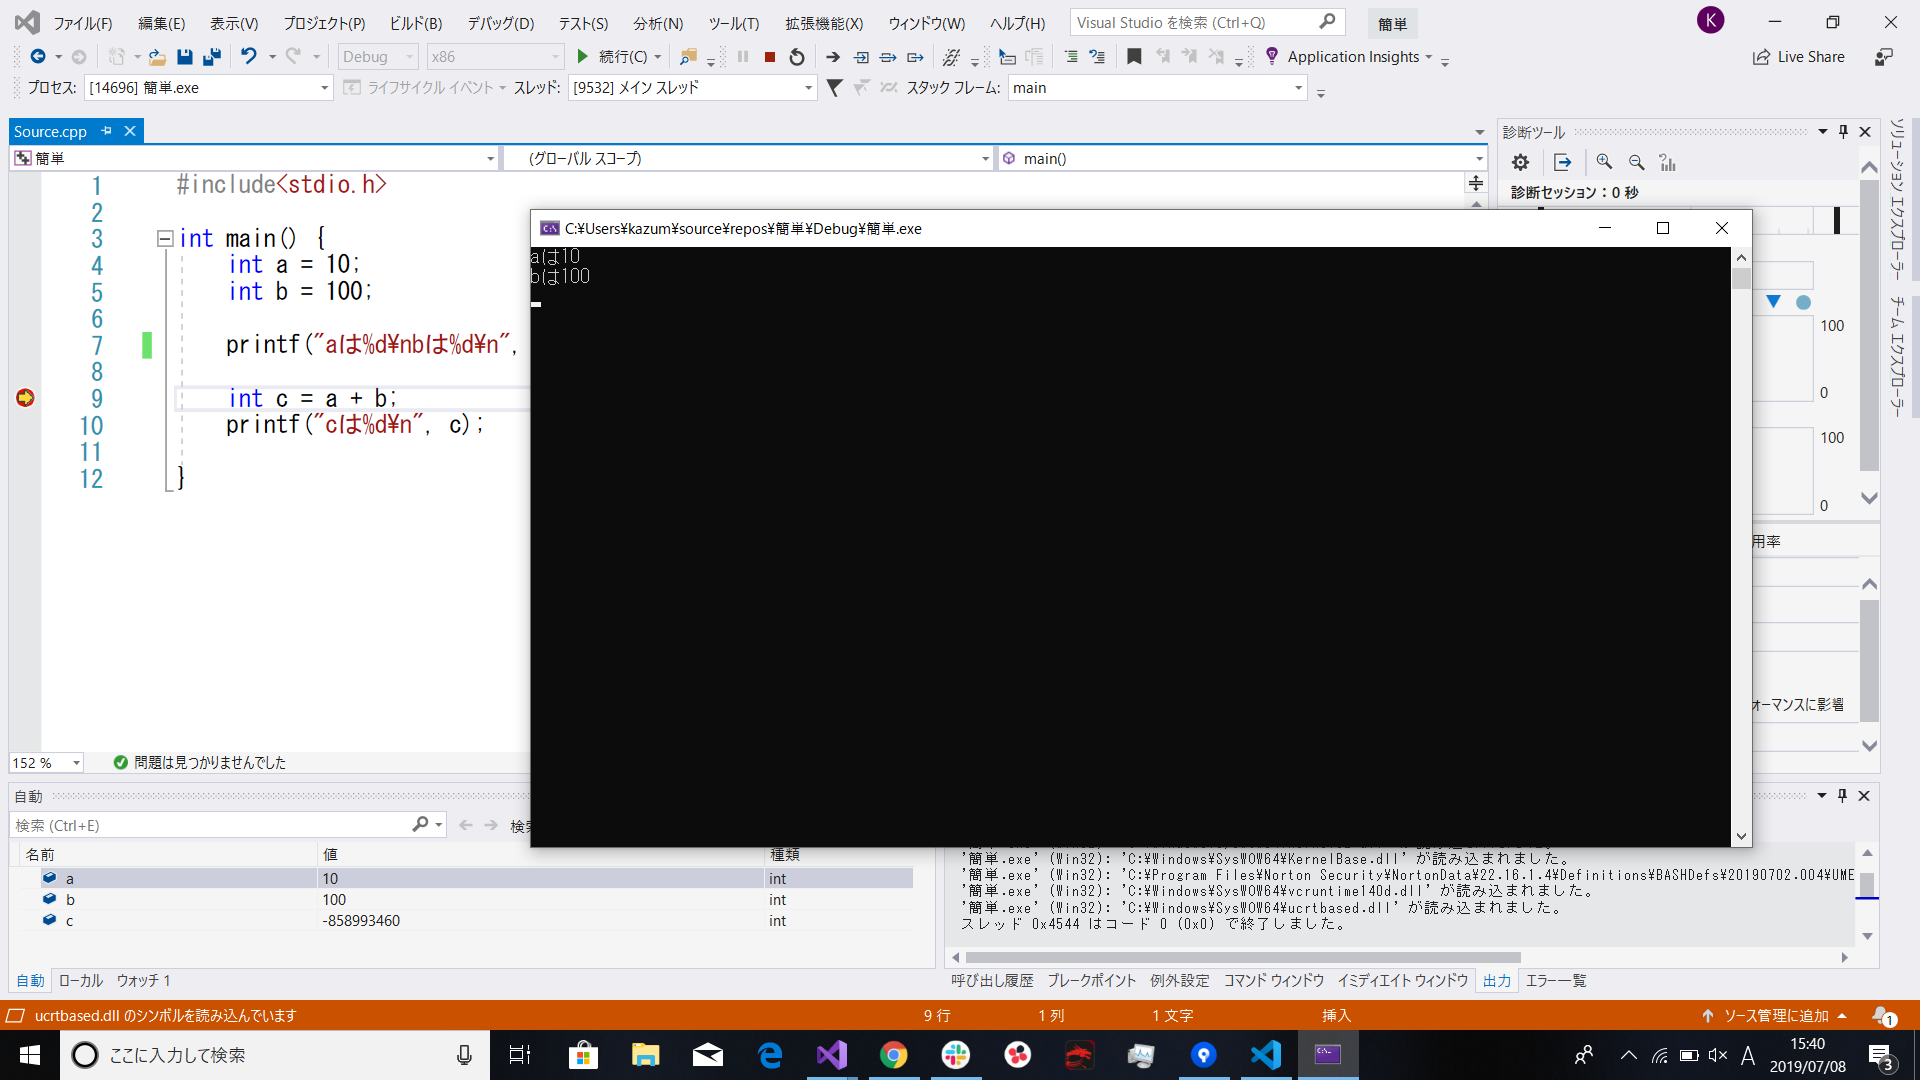 ファイル(F) 編集(E) 表示(V) プロジェクト(P) ビルド(B) デバッグ(D) テスト(S) 分析(N) ツール(T) 拡張機能(X) ウィンドウ(W) ヘルプ(H) Visual Studio を検索 (Ctrl+Q) 簡単 K
Debug x86 続行(C) Application Insights Live Share
プロセス: [14696] 簡単.exe ライフサイクル イベント スレッド: [9532] メイン スレッド スタック フレーム: main
Source.cpp
簡単 (グローバル スコープ) main()
1 #include<stdio.h>
2
3 int main() {
4 int a = 10;
5 int b = 100;
6
7 printf("aは%d¥nbは%d¥n",
8
9 int c = a + b;
10 printf("cは%d¥n", c);
11
12 }
152 % 問題は見つかりませんでした
C:¥Users¥kazum¥source¥repos¥簡単¥Debug¥簡単.exe
aは10
bは100
診断ツール
診断セッション：0 秒
100
0
100
0
用率
ォーマンスに影響
ソリューション エクスプローラー
チーム エクスプローラー
自動
検索 (Ctrl+E) 検索
名前 値 種類
a 10 int
b 100 int
c -858993460 int
自動 ローカル ウォッチ 1
'簡単.exe' (Win32): 'C:¥Windows¥SysWOW64¥KernelBase.dll' が読み込まれました。
'簡単.exe' (Win32): 'C:¥Program Files¥Norton Security¥NortonData¥22.16.1.4¥Definitions¥BASHDefs¥20190702.004¥UME
'簡単.exe' (Win32): 'C:¥Windows¥SysWOW64¥vcruntime140d.dll' が読み込まれました。
'簡単.exe' (Win32): 'C:¥Windows¥SysWOW64¥ucrtbased.dll' が読み込まれました。
スレッド 0x4544 はコード 0 (0x0) で終了しました。
呼び出し履歴 ブレークポイント 例外設定 コマンド ウィンドウ イミディエイト ウィンドウ 出力 エラー一覧
ucrtbased.dll のシンボルを読み込んでいます 9 行 1 列 1 文字 挿入 ソース管理に追加 1
ここに入力して検索 A 15:40
2019/07/08 3